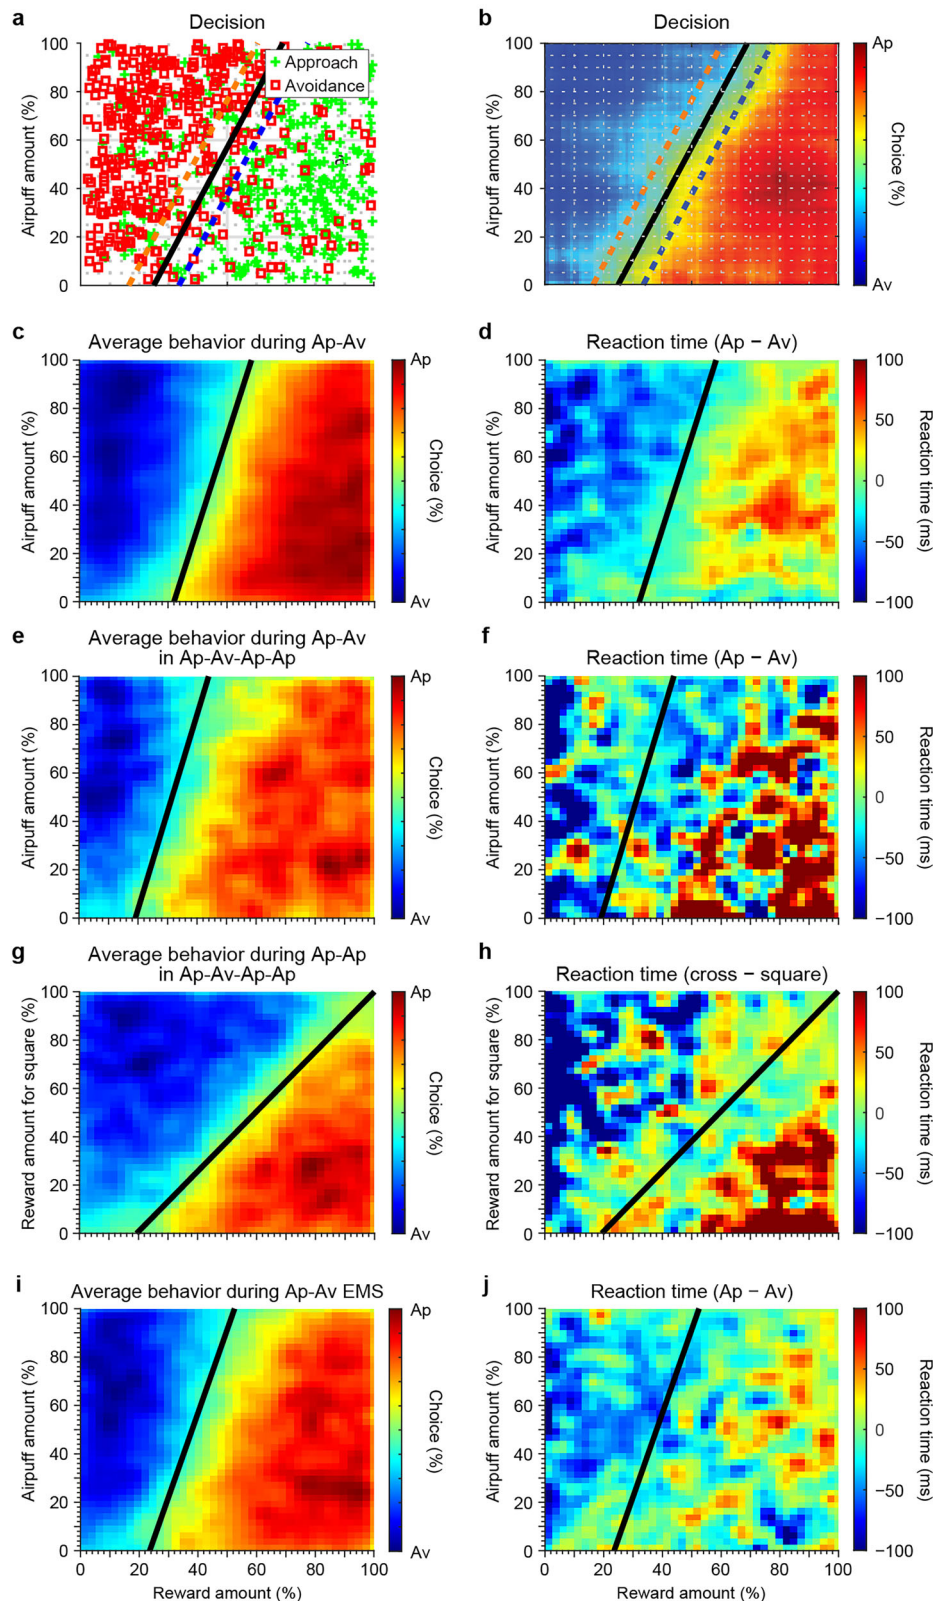 a
Decision
Airpuff amount (%)
100
80
60
40
20
0
Approach
Avoidance
b
Decision
Airpuff amount (%)
100
80
60
40
20
0
Ap
Choice (%)
Av
c
Average behavior during Ap-Av
Airpuff amount (%)
100
80
60
40
20
0
Ap
Choice (%)
Av
d
Reaction time (Ap − Av)
Airpuff amount (%)
100
80
60
40
20
0
100
50
0
−50
−100
Reaction time (ms)
e
Average behavior during Ap-Av
in Ap-Av-Ap-Ap
Airpuff amount (%)
100
80
60
40
20
0
Ap
Choice (%)
Av
f
Reaction time (Ap − Av)
Airpuff amount (%)
100
80
60
40
20
0
100
50
0
−50
−100
Reaction time (ms)
g
Average behavior during Ap-Ap
in Ap-Av-Ap-Ap
Reward amount for square (%)
100
80
60
40
20
0
Ap
Choice (%)
Av
h
Reaction time (cross − square)
Reward amount for square (%)
100
80
60
40
20
0
100
50
0
−50
−100
Reaction time (ms)
i
Average behavior during Ap-Av EMS
Airpuff amount (%)
100
80
60
40
20
0
0 20 40 60 80 100
Reward amount (%)
Ap
Choice (%)
Av
j
Reaction time (Ap − Av)
Airpuff amount (%)
100
80
60
40
20
0
0 20 40 60 80 100
Reward amount (%)
100
50
0
−50
−100
Reaction time (ms)